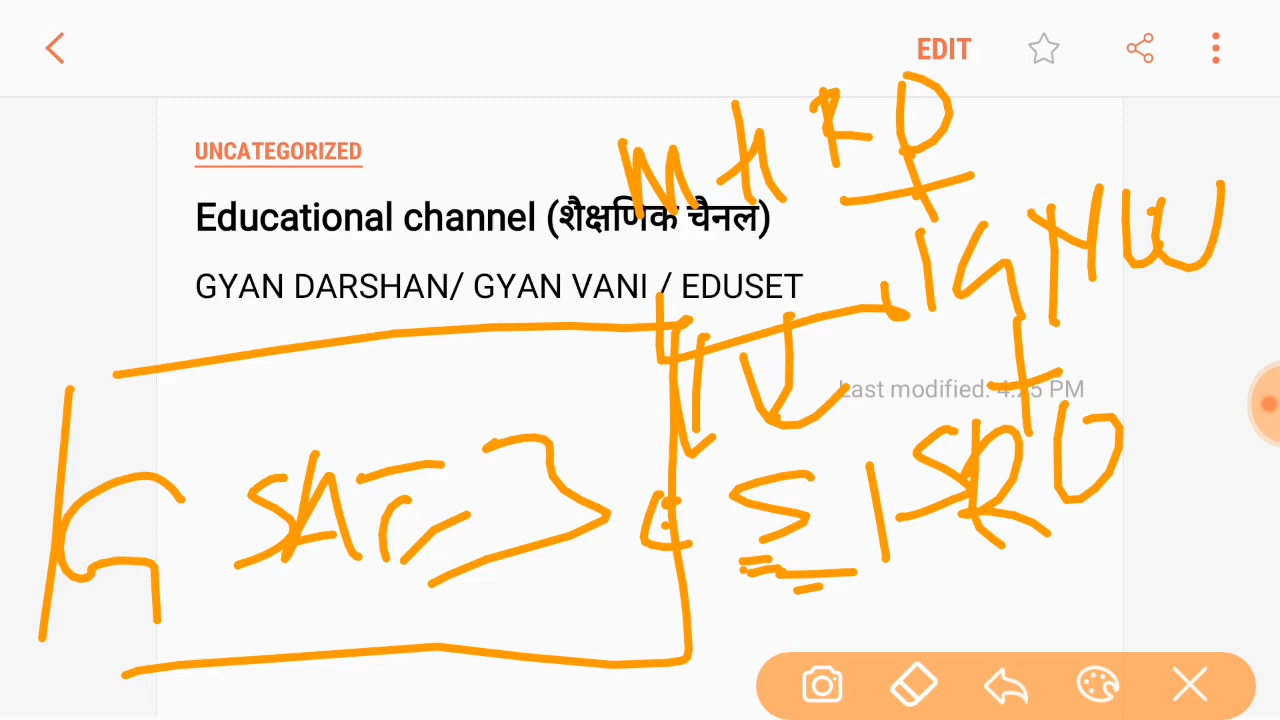 EDIT
UNCATEGORIZED
MHRD
Educational channel (शैक्षणिक चैनल)
IGNUU
GYAN DARSHAN/ GYAN VANI / EDUSET
Last modified: 4:25 PM
ISRO
G SAT 3